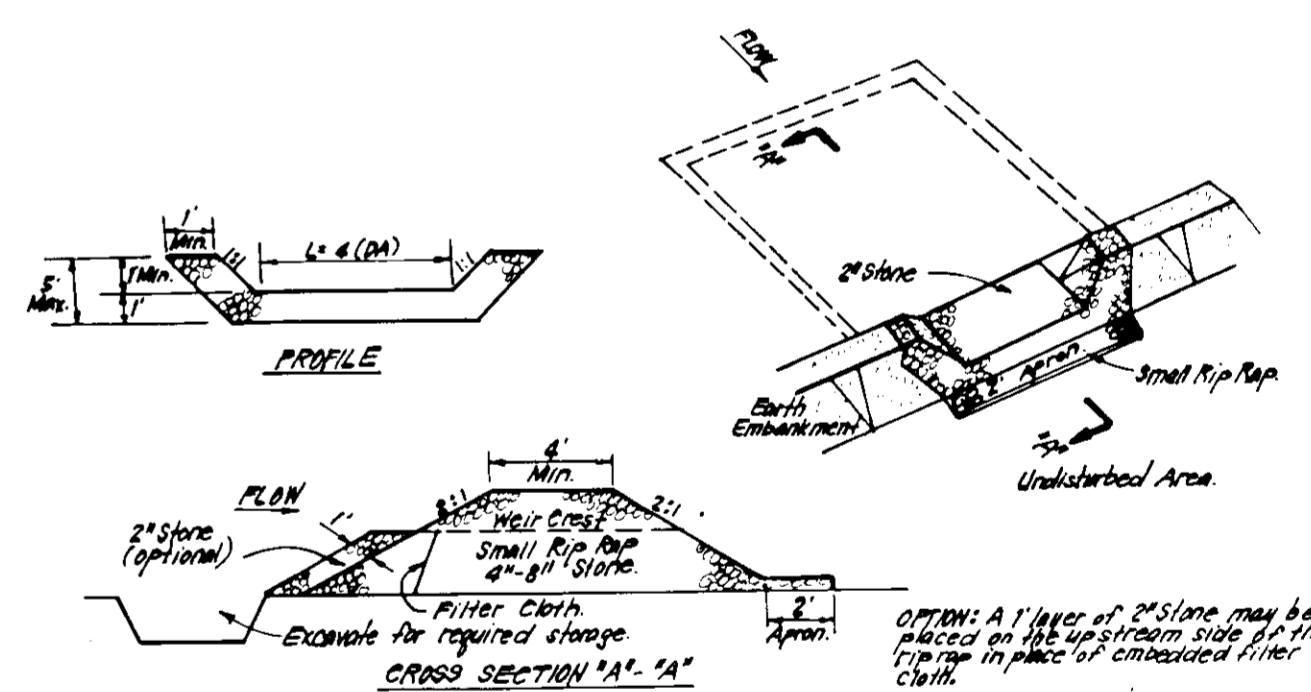 FLOW
"A"
1'
Min.
1:1
L= 4 (DA)
1:1
1' Min.
5'
Max.
1'
PROFILE
2" Stone
2' Apron.
Small Rip Rap.
Earth
Embankment
"A"
Undisturbed Area.
4'
Min.
FLOW
1'
2:1
2:1
Weir Crest
2" Stone
(optional)
Small Rip Rap
4"-8" Stone.
Filter Cloth.
Excavate for required storage.
2'
Apron.
CROSS SECTION "A"-"A"
OPTION: A 1' layer of 2" Stone may be
placed on the upstream side of
rip rap in place of embedded filter
cloth.